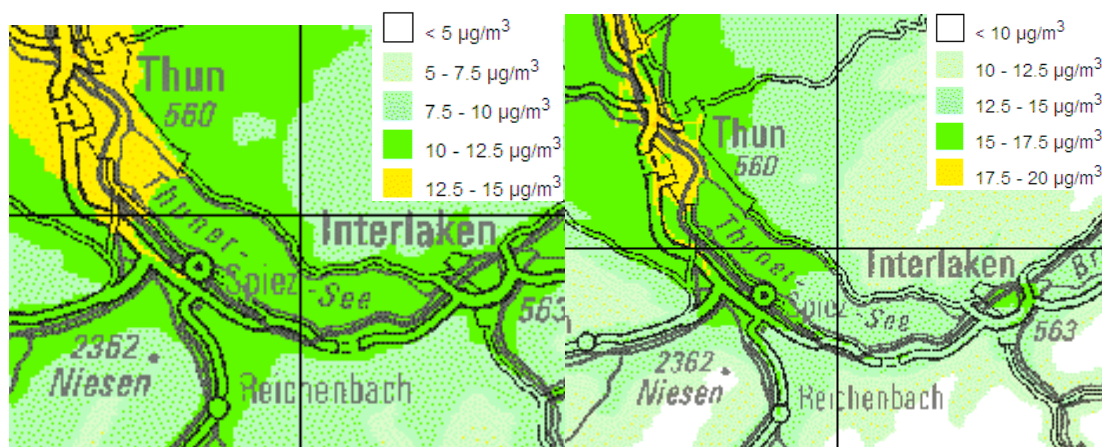 < 5 µg/m³
5 - 7.5 µg/m³
7.5 - 10 µg/m³
10 - 12.5 µg/m³
12.5 - 15 µg/m³
Thun
560
Thuner-
Interlaken
Spiez
-See
563
2362
Niesen
Reichenbach
< 10 µg/m³
10 - 12.5 µg/m³
12.5 - 15 µg/m³
15 - 17.5 µg/m³
17.5 - 20 µg/m³
Thun
560
Thuner-
Interlaken
Br
Spiez
-See
563
2362
Niesen
Reichenbach